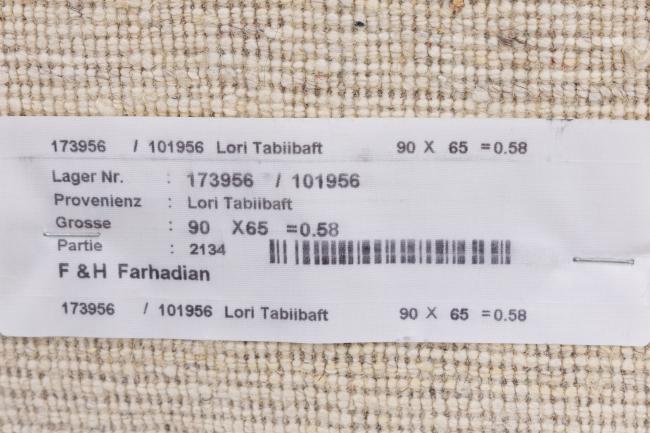 173956 / 101956 Lori Tabiibaft 90 X 65 =0.58
Lager Nr. : 173956 / 101956
Provenienz : Lori Tabiibaft
Grosse : 90 X65 =0.58
Partie : 2134
F &H Farhadian
173956 / 101956 Lori Tabiibaft 90 X 65 =0.58